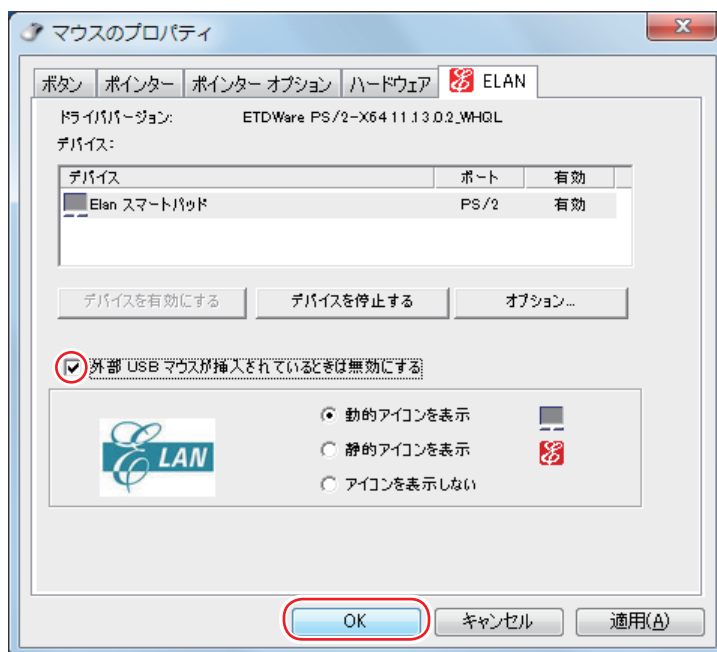 マウスのプロパティ
ボタン ポインター ポインター オプション ハードウェア ELAN
ドライババージョン: ETDWare PS/2-X64 11.13.0.2_WHQL
デバイス:
デバイス ポート 有効
Elan スマートパッド PS/2 有効
デバイスを有効にする デバイスを停止する オプション...
外部 USB マウスが挿入されているときは無効にする
動的アイコンを表示
ELAN 静的アイコンを表示
アイコンを表示しない
OK キャンセル 適用(A)